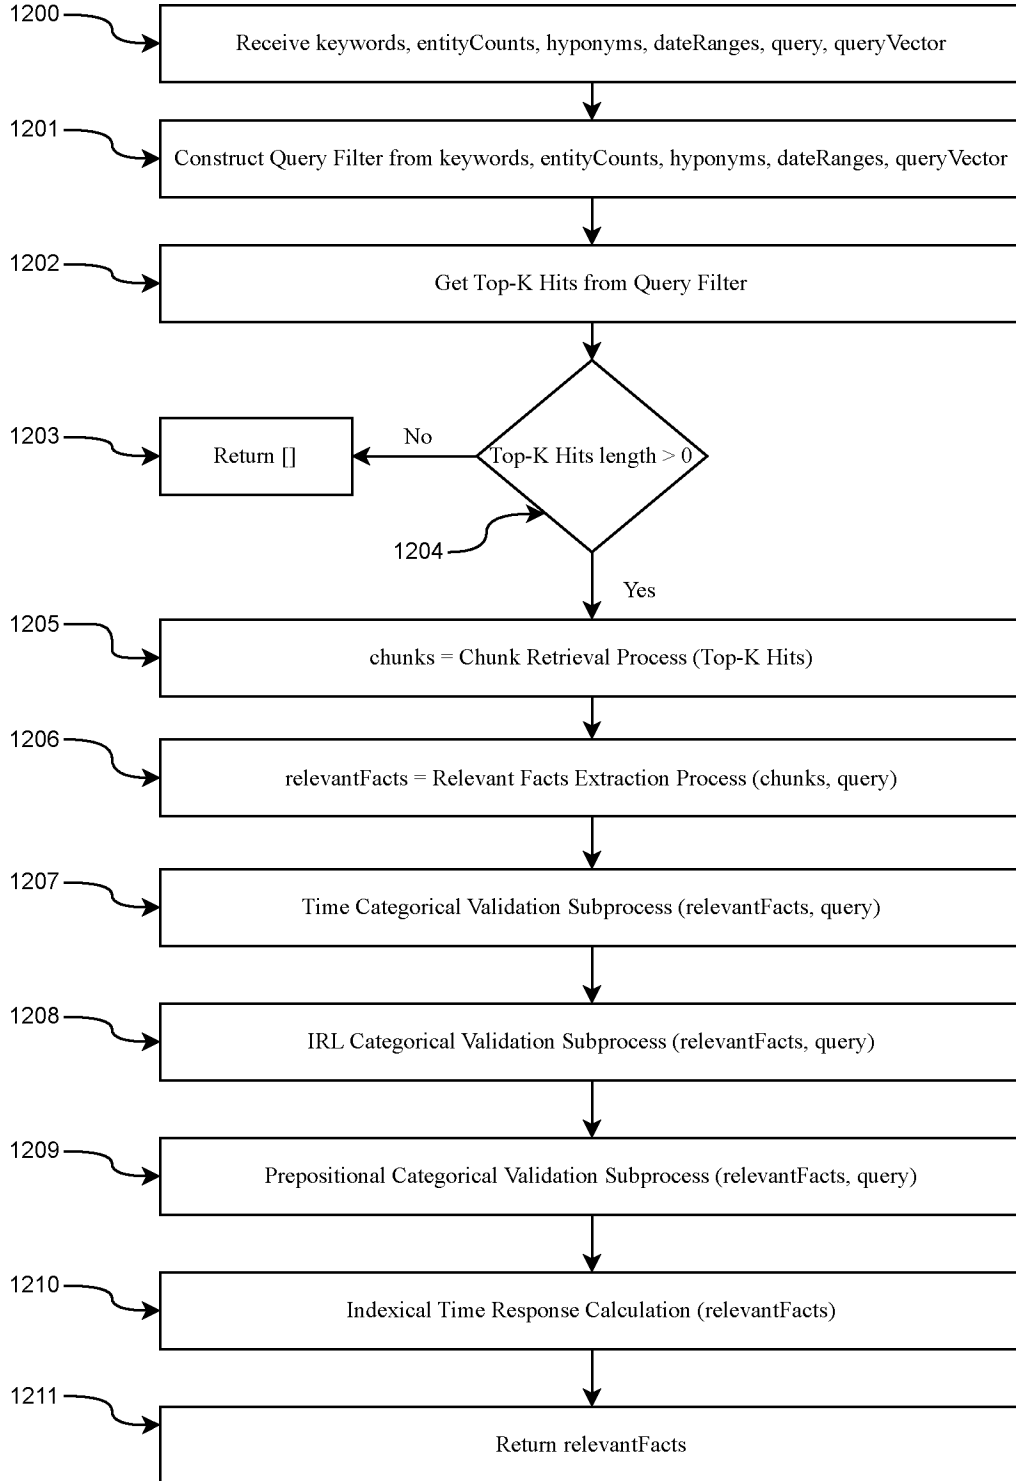 1200
Receive keywords, entityCounts, hyponyms, dateRanges, query, queryVector
1201
Construct Query Filter from keywords, entityCounts, hyponyms, dateRanges, queryVector
1202
Get Top-K Hits from Query Filter
1203
Return []
No
Top-K Hits length > 0
1204
Yes
1205
chunks = Chunk Retrieval Process (Top-K Hits)
1206
relevantFacts = Relevant Facts Extraction Process (chunks, query)
1207
Time Categorical Validation Subprocess (relevantFacts, query)
1208
IRL Categorical Validation Subprocess (relevantFacts, query)
1209
Prepositional Categorical Validation Subprocess (relevantFacts, query)
1210
Indexical Time Response Calculation (relevantFacts)
1211
Return relevantFacts